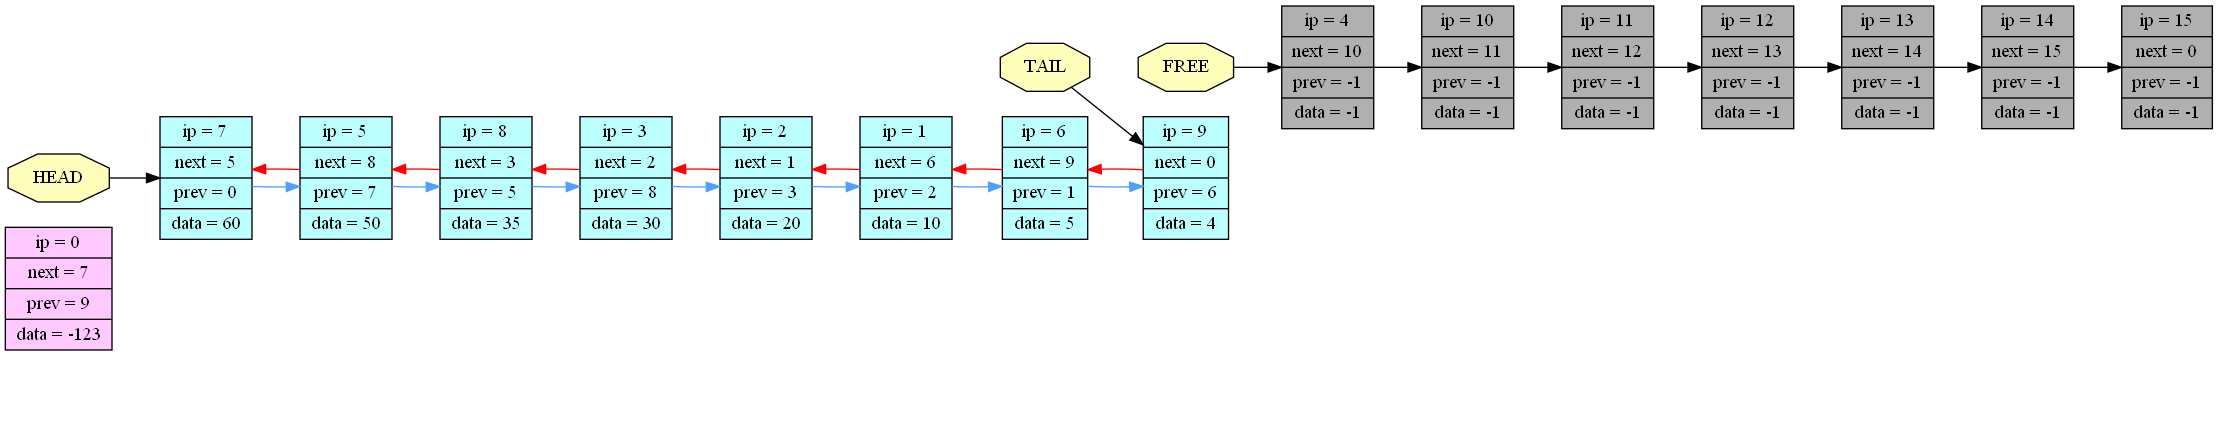 HEAD
ip = 7
next = 5
prev = 0
data = 60
ip = 5
next = 8
prev = 7
data = 50
ip = 8
next = 3
prev = 5
data = 35
ip = 3
next = 2
prev = 8
data = 30
ip = 2
next = 1
prev = 3
data = 20
ip = 1
next = 6
prev = 2
data = 10
ip = 6
next = 9
prev = 1
data = 5
TAIL
ip = 9
next = 0
prev = 6
data = 4
FREE
ip = 4
next = 10
prev = -1
data = -1
ip = 10
next = 11
prev = -1
data = -1
ip = 11
next = 12
prev = -1
data = -1
ip = 12
next = 13
prev = -1
data = -1
ip = 13
next = 14
prev = -1
data = -1
ip = 14
next = 15
prev = -1
data = -1
ip = 15
next = 0
prev = -1
data = -1
ip = 0
next = 7
prev = 9
data = -123